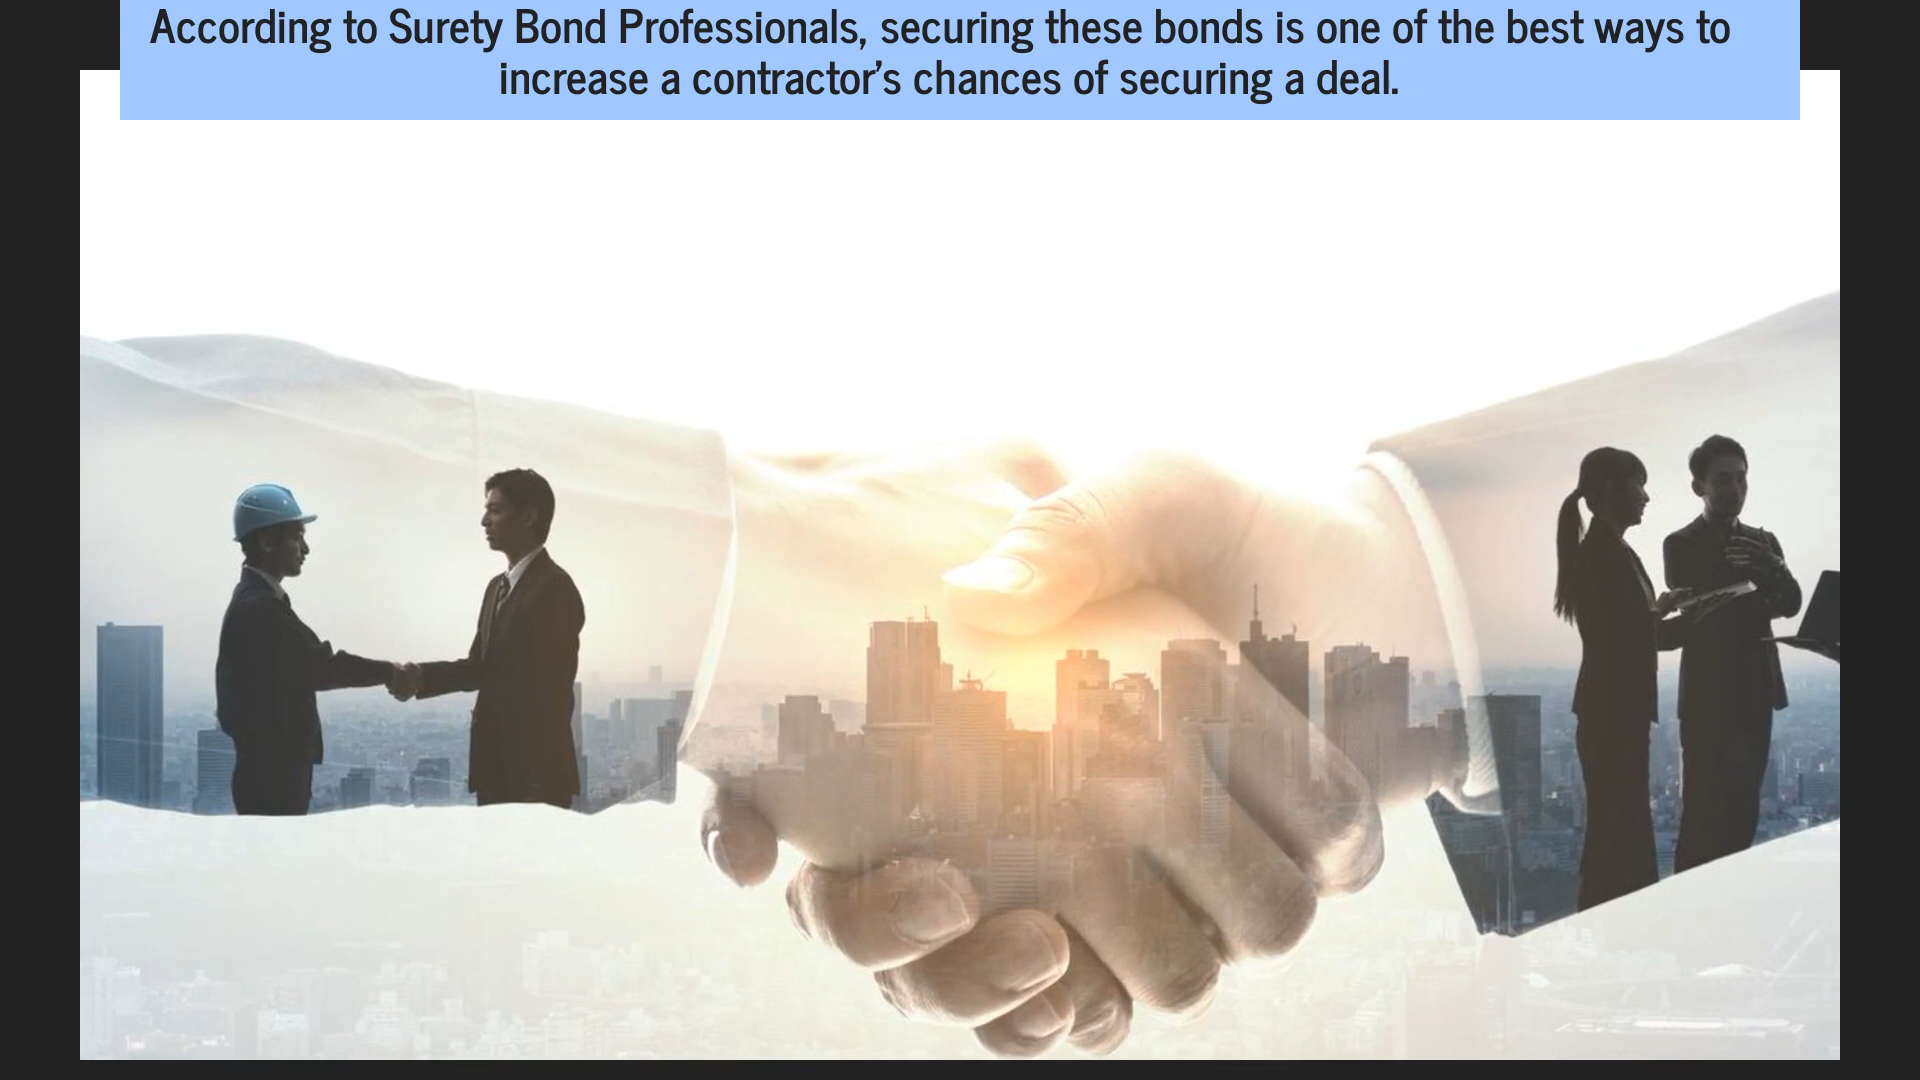 According to Surety Bond Professionals, securing these bonds is one of the best ways to
increase a contractor’s chances of securing a deal.